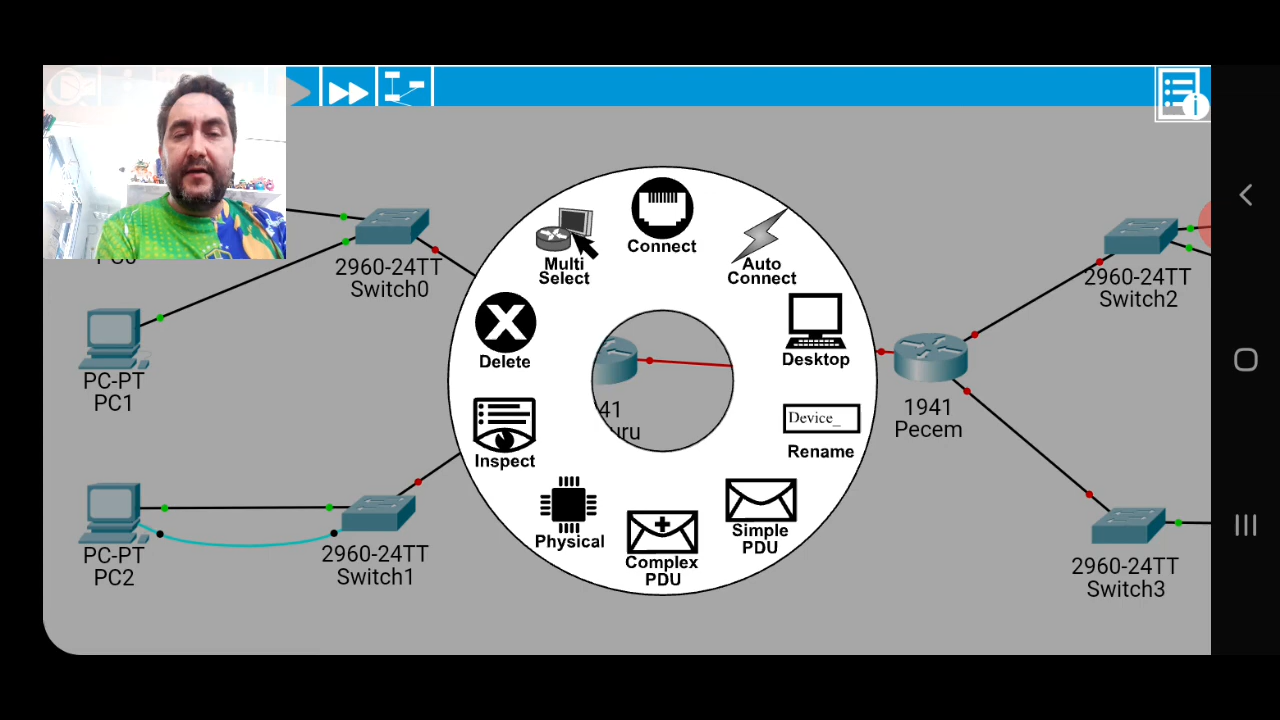 Connect
Multi
Select
Auto
Connect
2960-24TT
Switch0
2960-24TT
Switch2
Delete
Desktop
PC-PT
PC1
1941
Pecem
Device_
Rename
Inspect
Physical
Simple
PDU
Complex
PDU
PC-PT
PC2
2960-24TT
Switch1
2960-24TT
Switch3